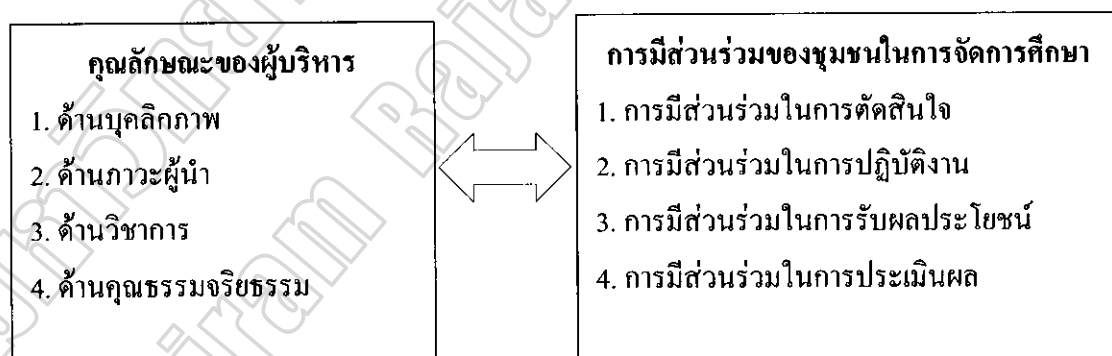 คุณลักษณะของผู้บริหาร
1. ด้านบุคลิกภาพ
2. ด้านภาวะผู้นำ
3. ด้านวิชาการ
4. ด้านคุณธรรมจริยธรรม
การมีส่วนร่วมของชุมชนในการจัดการศึกษา
1. การมีส่วนร่วมในการตัดสินใจ
2. การมีส่วนร่วมในการปฏิบัติงาน
3. การมีส่วนร่วมในการรับผลประโยชน์
4. การมีส่วนร่วมในการประเมินผล